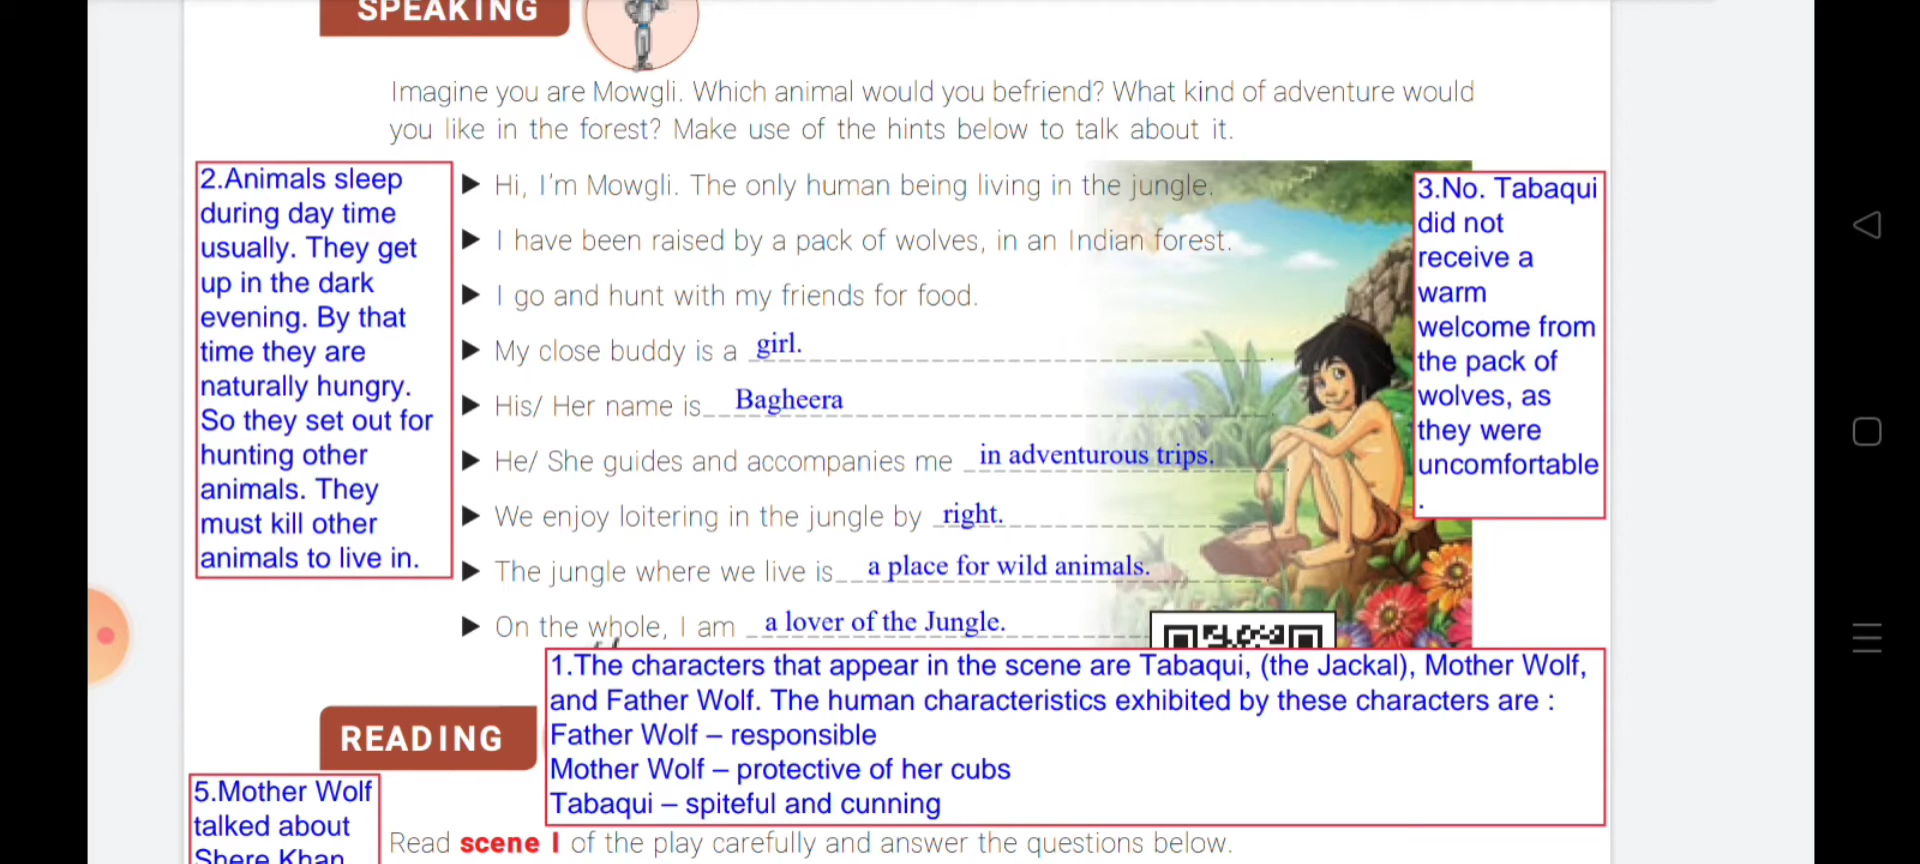 SPEAKING
Imagine you are Mowgli. Which animal would you befriend? What kind of adventure would
you like in the forest? Make use of the hints below to talk about it.
2.Animals sleep
during day time
usually. They get
up in the dark
evening. By that
time they are
naturally hungry.
So they set out for
hunting other
animals. They
must kill other
animals to live in.
Hi, I'm Mowgli. The only human being living in the jungle.
I have been raised by a pack of wolves, in an Indian forest.
I go and hunt with my friends for food.
My close buddy is a girl.
His/ Her name is Bagheera
He/ She guides and accompanies me in adventurous trips.
We enjoy loitering in the jungle by right.
The jungle where we live is a place for wild animals.
On the whole, I am a lover of the Jungle.
3.No. Tabaqui
did not
receive a
warm
welcome from
the pack of
wolves, as
they were
uncomfortable
.
1.The characters that appear in the scene are Tabaqui, (the Jackal), Mother Wolf,
and Father Wolf. The human characteristics exhibited by these characters are :
Father Wolf – responsible
Mother Wolf – protective of her cubs
Tabaqui – spiteful and cunning
READING
5.Mother Wolf
talked about
Shere Khan
Read scene I of the play carefully and answer the questions below.